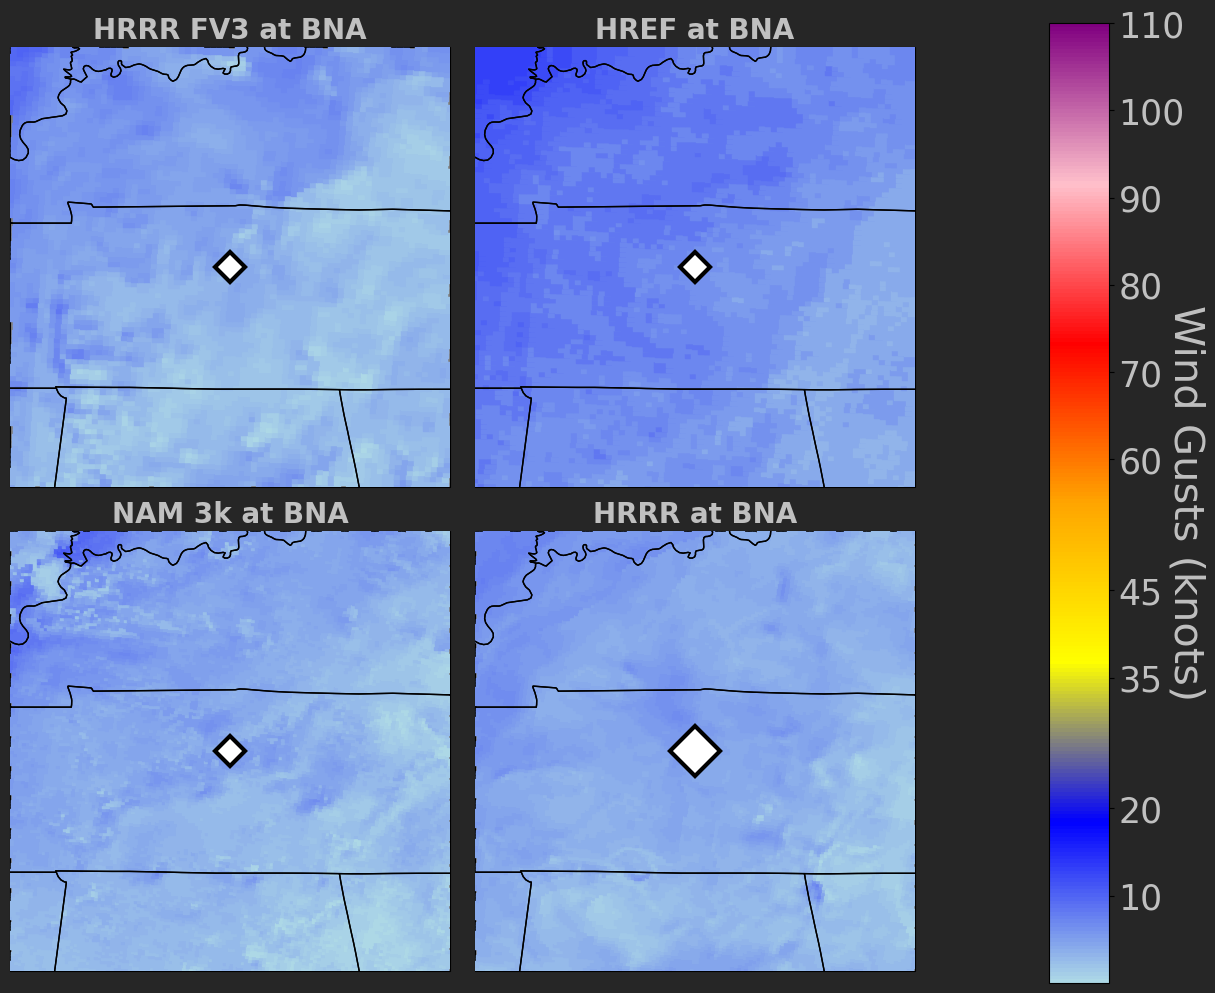 HRRR FV3 at BNA
HREF at BNA
NAM 3k at BNA
HRRR at BNA
110
100
90
80
70
60
45
35
20
10
Wind Gusts (knots)